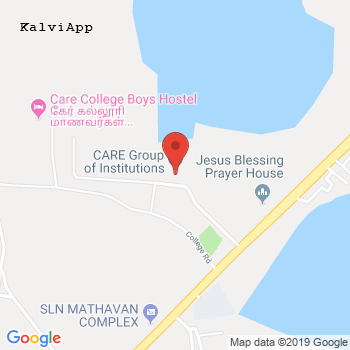 KalviApp
Care College Boys Hostel
கேர் கல்லூரி
மாணவர்கள்...
CARE Group
of Institutions
Jesus Blessing
Prayer House
College Rd
SLN MATHAVAN
COMPLEX
Google
Map data ©2019 Google